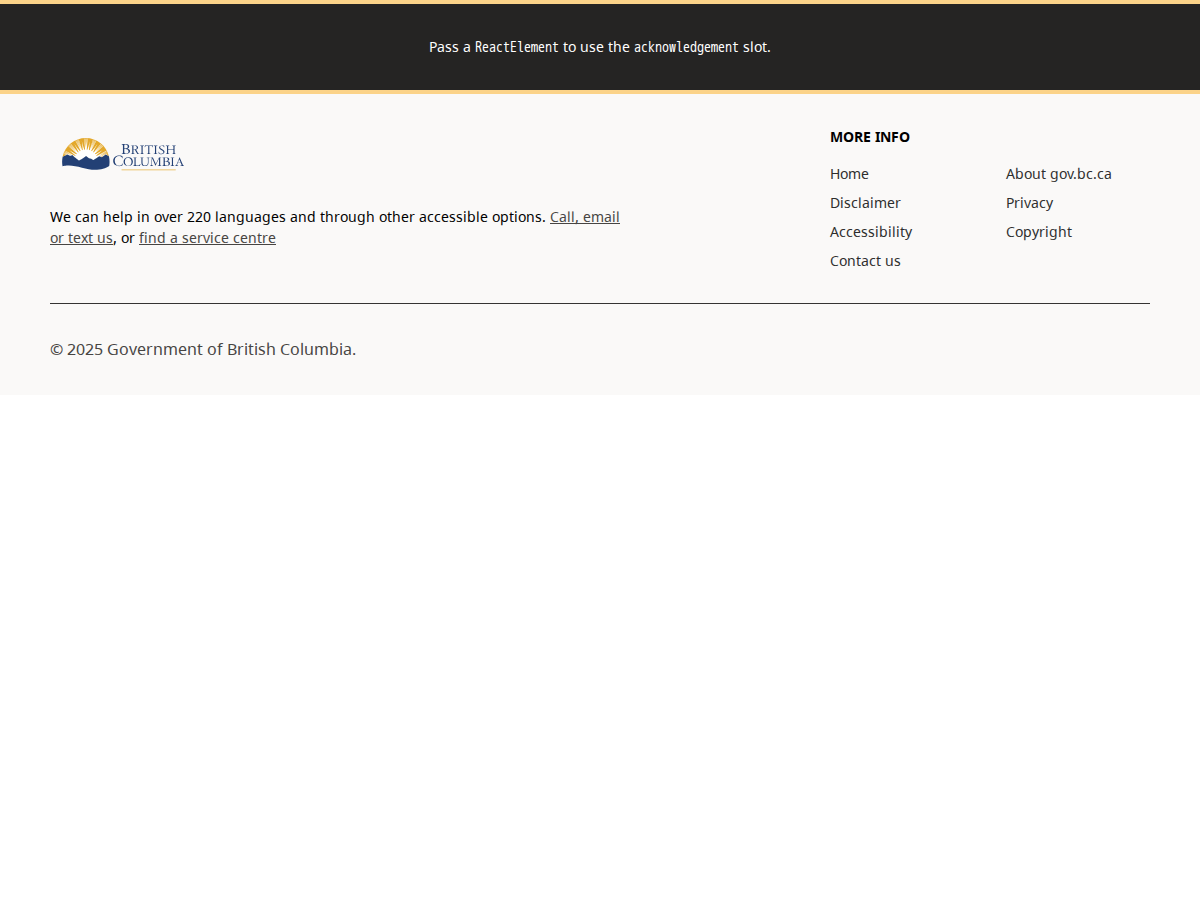 Pass a ReactElement to use the acknowledgement slot.
BRITISH
COLUMBIA
We can help in over 220 languages and through other accessible options. Call, email
or text us, or find a service centre
MORE INFO
Home
Disclaimer
Accessibility
Contact us
About gov.bc.ca
Privacy
Copyright
© 2025 Government of British Columbia.